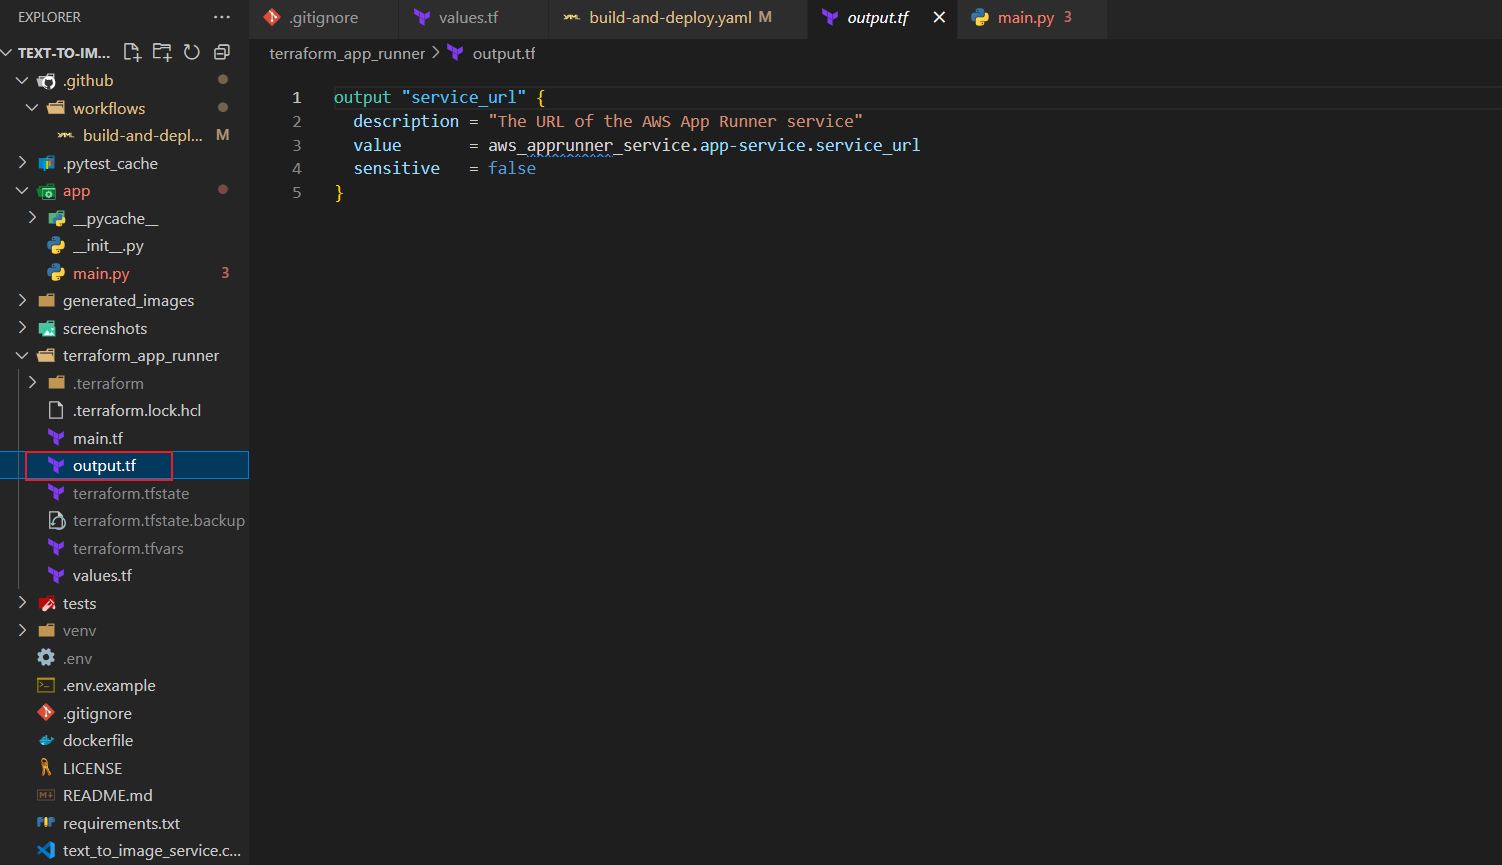 EXPLORER
TEXT-TO-IM...
.github
workflows
build-and-depl... M
.pytest_cache
app
__pycache__
__init__.py
main.py 3
generated_images
screenshots
terraform_app_runner
.terraform
.terraform.lock.hcl
main.tf
output.tf
terraform.tfstate
terraform.tfstate.backup
terraform.tfvars
values.tf
tests
venv
.env
.env.example
.gitignore
dockerfile
LICENSE
README.md
requirements.txt
text_to_image_service.c...
.gitignore values.tf build-and-deploy.yaml M output.tf main.py 3
terraform_app_runner > output.tf
1 output "service_url" {
2 description = "The URL of the AWS App Runner service"
3 value = aws_apprunner_service.app-service.service_url
4 sensitive = false
5 }